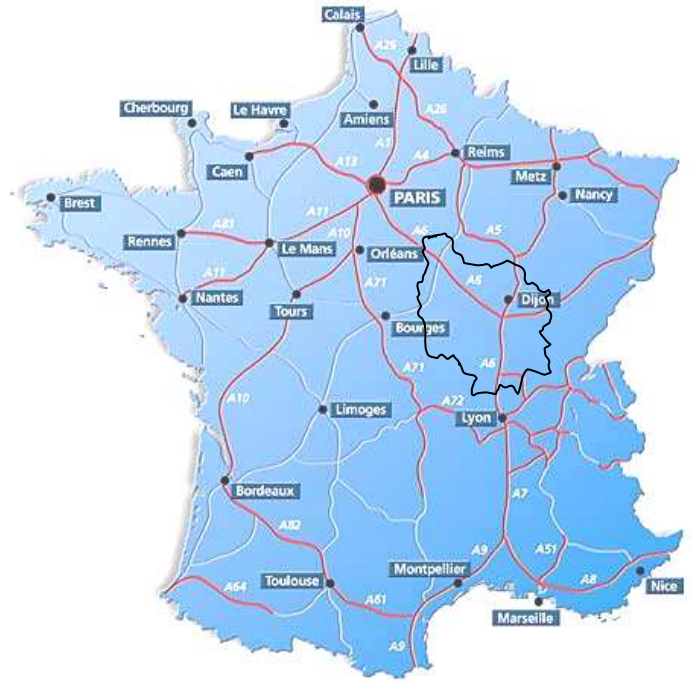 Calais
A26
Lille
Cherbourg
Le Havre
Amiens
A26
A1
Caen
A13
A4
Reims
Metz
PARIS
Nancy
Brest
A11
A81
A10
A6
A5
Rennes
Le Mans
Orléans
A11
A71
A6
Nantes
Tours
Dijon
Bourges
A6
A71
A10
A72
Limoges
Lyon
Bordeaux
A7
A82
A9
A51
Montpellier
Toulouse
A64
A61
A8
Nice
Marseille
A9